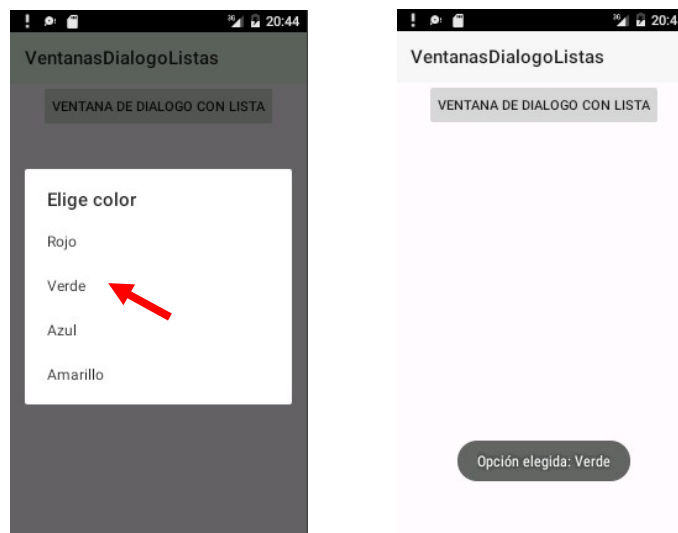 20:44
VentanasDialogoListas
VENTANA DE DIALOGO CON LISTA
Elige color
Rojo
Verde
Azul
Amarillo
20:4
VentanasDialogoListas
VENTANA DE DIALOGO CON LISTA
Opción elegida: Verde